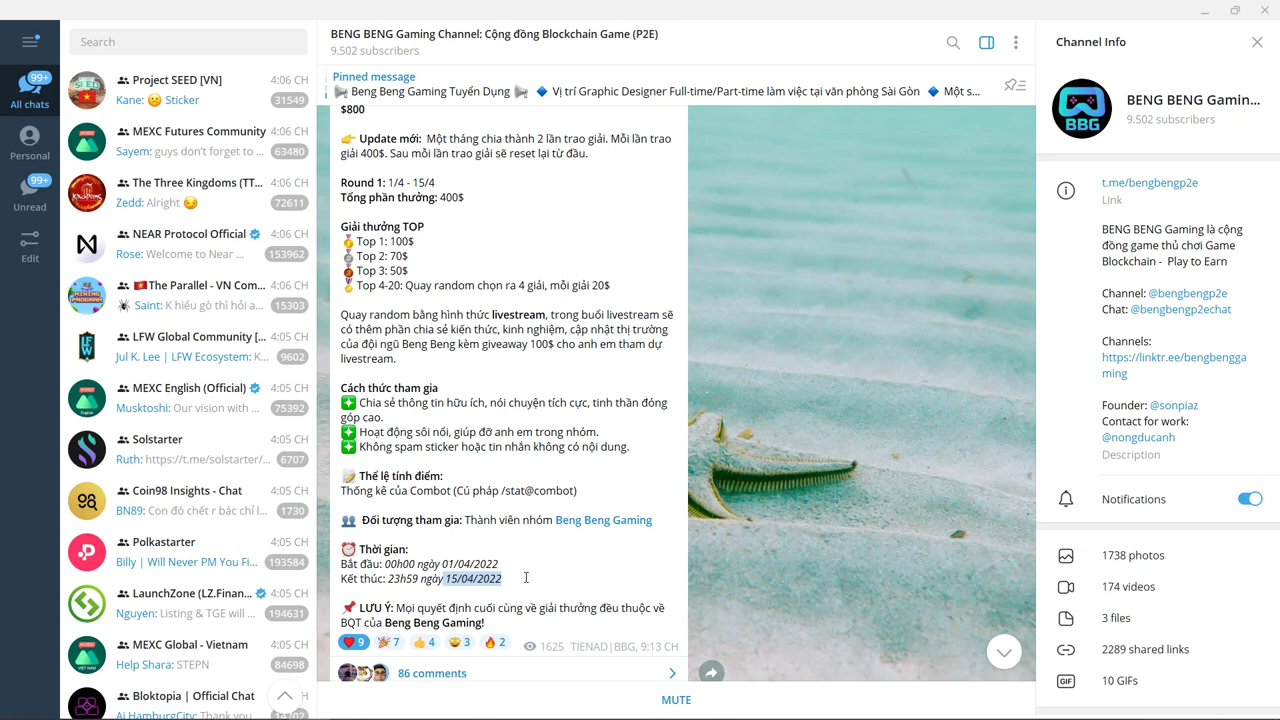 Search
99+
All chats
Personal
99+
Unread
Edit
Project SEED [VN] 4:06 CH
Kane: Sticker 31549
MEXC Futures Community 4:06 CH
Sayem: guys don't forget to ... 63480
The Three Kingdoms (TT... 4:06 CH
Zedd: Alright 72611
NEAR Protocol Official 4:06 CH
Rose: Welcome to Near ... 153962
The Parallel - VN Com... 4:06 CH
Saint: K hiểu gò thì hỏi a... 15303
LFW Global Community [... 4:06 CH
Jul K. Lee | LFW Ecosystem: K... 9602
MEXC English (Official) 4:05 CH
Musktoshi: Our vision with ... 75392
Solstarter 4:05 CH
Ruth: https://t.me/solstarter/... 6707
Coin98 Insights - Chat 4:05 CH
BN89: Con đó chết r bác chỉ l... 1730
Polkastarter 4:05 CH
Billy | Will Never PM You Fi... 193584
LaunchZone (LZ.Finan... 4:05 CH
Nguyen: Listing & TGE will ... 194631
MEXC Global - Vietnam 4:05 CH
Help Shara: STEPN 84698
Bloktopia | Official Chat
Ai HamburgCity: Thank you
BENG BENG Gaming Channel: Cộng đồng Blockchain Game (P2E)
9.502 subscribers
Pinned message
Beng Beng Gaming Tuyển Dụng 🔷 Vị trí Graphic Designer Full-time/Part-time làm việc tại văn phòng Sài Gòn 🔷 Một s...
$800
👉 Update mới: Một tháng chia thành 2 lần trao giải. Mỗi lần trao
giải 400$. Sau mỗi lần trao giải sẽ reset lại từ đầu.
Round 1: 1/4 - 15/4
Tổng phần thưởng: 400$
Giải thưởng TOP
🥇 Top 1: 100$
🥈 Top 2: 70$
🥉 Top 3: 50$
🏅 Top 4-20: Quay random chọn ra 4 giải, mỗi giải 20$
Quay random bằng hình thức livestream, trong buổi livestream sẽ
có thêm phần chia sẻ kiến thức, kinh nghiệm, cập nhật thị trường
của đội ngũ Beng Beng kèm giveaway 100$ cho anh em tham dự
livestream.
Cách thức tham gia
Chia sẻ thông tin hữu ích, nói chuyện tích cực, tinh thần đóng
góp cao.
Hoạt động sôi nổi, giúp đỡ anh em trong nhóm.
Không spam sticker hoặc tin nhắn không có nội dung.
📝 Thể lệ tính điểm:
Thống kê của Combot (Cú pháp /stat@combot)
👥 Đối tượng tham gia: Thành viên nhóm Beng Beng Gaming
⏰ Thời gian:
Bắt đầu: 00h00 ngày 01/04/2022
Kết thúc: 23h59 ngày 15/04/2022
📌 LƯU Ý: Mọi quyết định cuối cùng về giải thưởng đều thuộc về
BQT của Beng Beng Gaming!
❤ 9 🎉 7 👍 4 🤩 3 🔥 2 1625 TIENAD|BBG, 9:13 CH
86 comments
MUTE
Channel Info
BBG
BENG BENG Gamin...
9.502 subscribers
t.me/bengbengp2e
Link
BENG BENG Gaming là cộng
đồng game thủ chơi Game
Blockchain - Play to Earn
Channel: @bengbengp2e
Chat: @bengbengp2echat
Channels:
https://linktr.ee/bengbengga
ming
Founder: @sonpiaz
Contact for work:
@nongducanh
Description
Notifications
1738 photos
174 videos
3 files
2289 shared links
GIF 10 GIFs